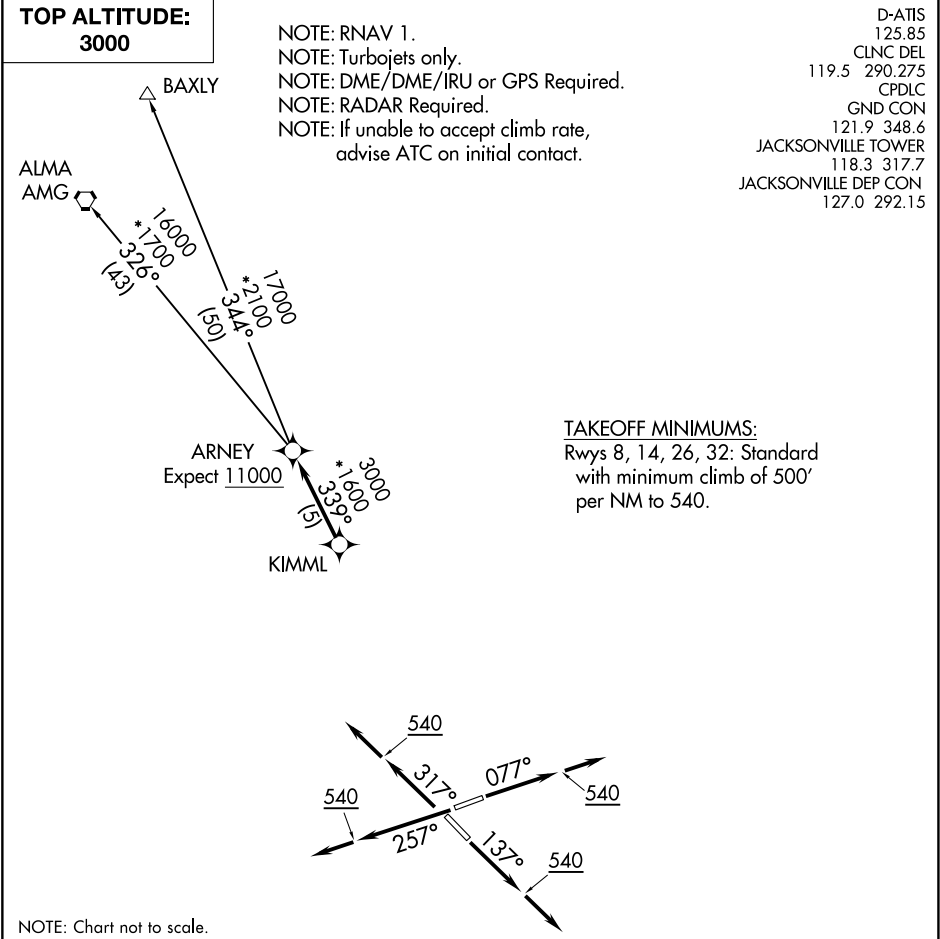 TOP ALTITUDE:
3000
NOTE: RNAV 1.
NOTE: Turbojets only.
NOTE: DME/DME/IRU or GPS Required.
NOTE: RADAR Required.
NOTE: If unable to accept climb rate,
advise ATC on initial contact.
D-ATIS
125.85
CLNC DEL
119.5 290.275
CPDLC
GND CON
121.9 348.6
JACKSONVILLE TOWER
118.3 317.7
JACKSONVILLE DEP CON
127.0 292.15
BAXLY
ALMA
AMG
16000
*1700
326°
(43)
17000
*2100
344°
(50)
ARNEY
Expect 11000
3000
*1600
339°
(5)
KIMML
TAKEOFF MINIMUMS:
Rwys 8, 14, 26, 32: Standard
with minimum climb of 500'
per NM to 540.
540
317°
077°
540
540
257°
137°
540
NOTE: Chart not to scale.